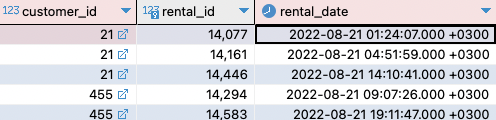 123 customer_id 123 rental_id rental_date
21 14,077 2022-08-21 01:24:07.000 +0300
21 14,161 2022-08-21 04:51:59.000 +0300
21 14,446 2022-08-21 14:10:41.000 +0300
455 14,294 2022-08-21 09:07:26.000 +0300
455 14,583 2022-08-21 19:11:47.000 +0300